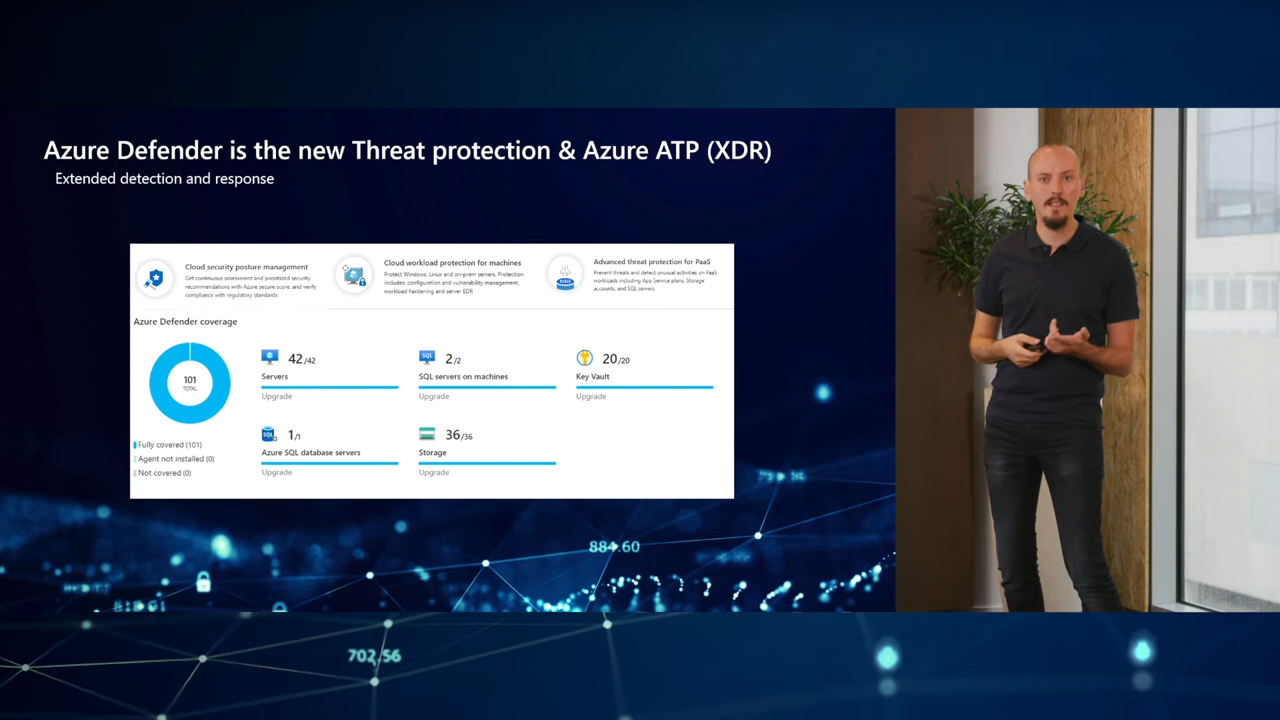 Azure Defender is the new Threat protection & Azure ATP (XDR)
Extended detection and response
Cloud security posture management
Get continuous assessment and prioritized security
recommendations with Azure secure score, and verify
compliance with regulatory standards
Cloud workload protection for machines
Protect Windows, Linux and on-prem servers. Protection
includes: configuration and vulnerability management,
workload hardening and server EDR
Advanced threat protection for PaaS
Prevent threats and detect unusual activities on PaaS
workloads including App Service plans, Storage
accounts, and SQL servers
Azure Defender coverage
101
TOTAL
Fully covered (101)
Agent not installed (0)
Not covered (0)
42/42
Servers
Upgrade
SQL
2/2
SQL servers on machines
Upgrade
20/20
Key Vault
Upgrade
SQL
1/1
Azure SQL database servers
Upgrade
36/36
Storage
Upgrade
884.60
702.56